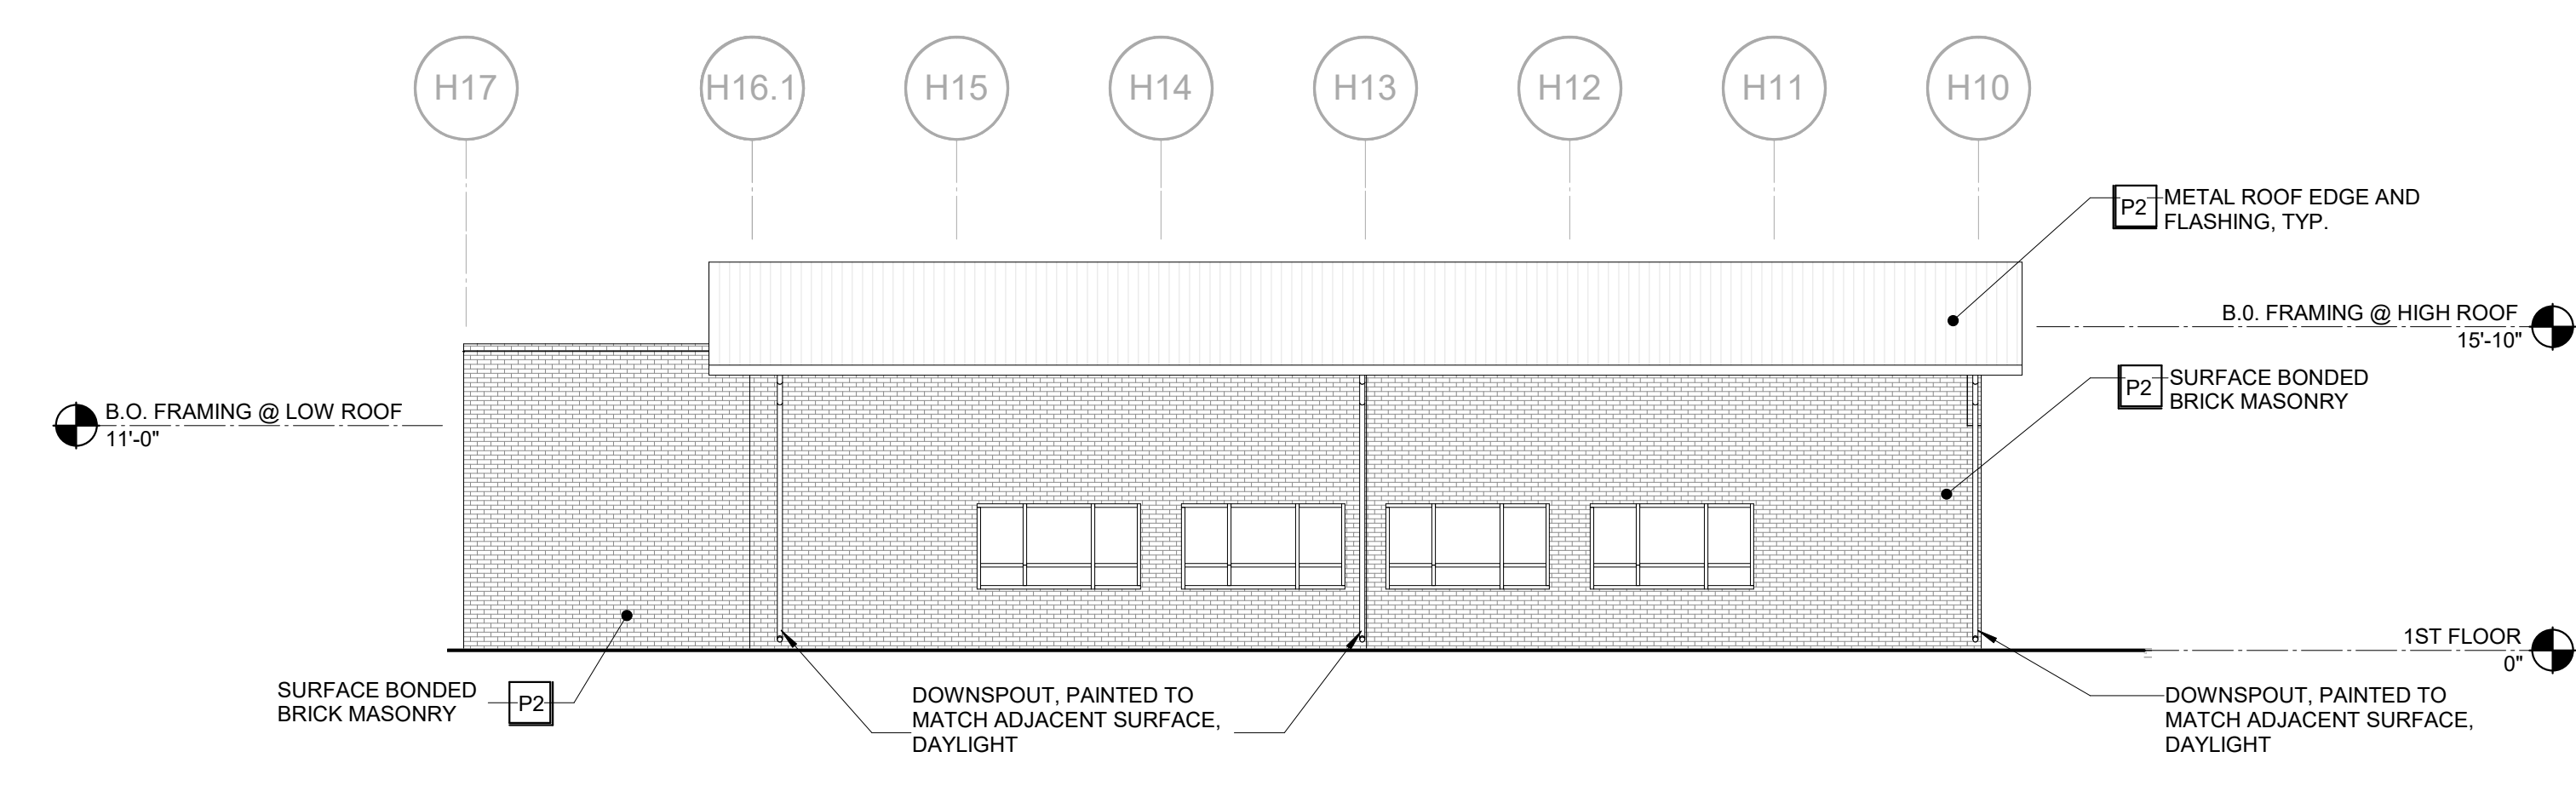 H17
H16.1
H15
H14
H13
H12
H11
H10
P2
METAL ROOF EDGE AND
FLASHING, TYP.
B.0. FRAMING @ HIGH ROOF
15'-10"
P2
SURFACE BONDED
BRICK MASONRY
B.O. FRAMING @ LOW ROOF
11'-0"
1ST FLOOR
0"
SURFACE BONDED
BRICK MASONRY
P2
DOWNSPOUT, PAINTED TO
MATCH ADJACENT SURFACE,
DAYLIGHT
DOWNSPOUT, PAINTED TO
MATCH ADJACENT SURFACE,
DAYLIGHT